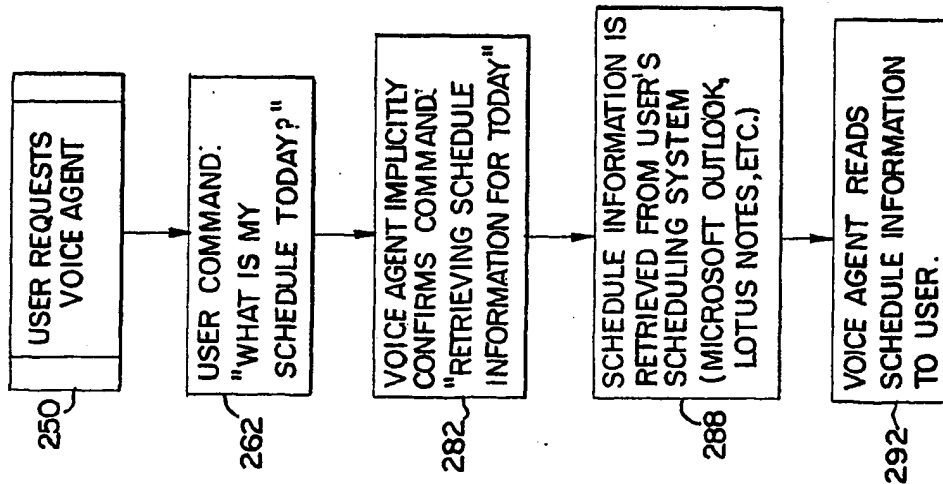 USER REQUESTS
VOICE AGENT
250
USER COMMAND:
"WHAT IS MY
SCHEDULE TODAY?"
262
VOICE AGENT IMPLICITLY
CONFIRMS COMMAND:
"RETRIEVING SCHEDULE
INFORMATION FOR TODAY"
282
SCHEDULE INFORMATION IS
RETRIEVED FROM USER'S
SCHEDULING SYSTEM
(MICROSOFT OUTLOOK,
LOTUS NOTES, ETC.)
288
VOICE AGENT READS
SCHEDULE INFORMATION
TO USER.
292